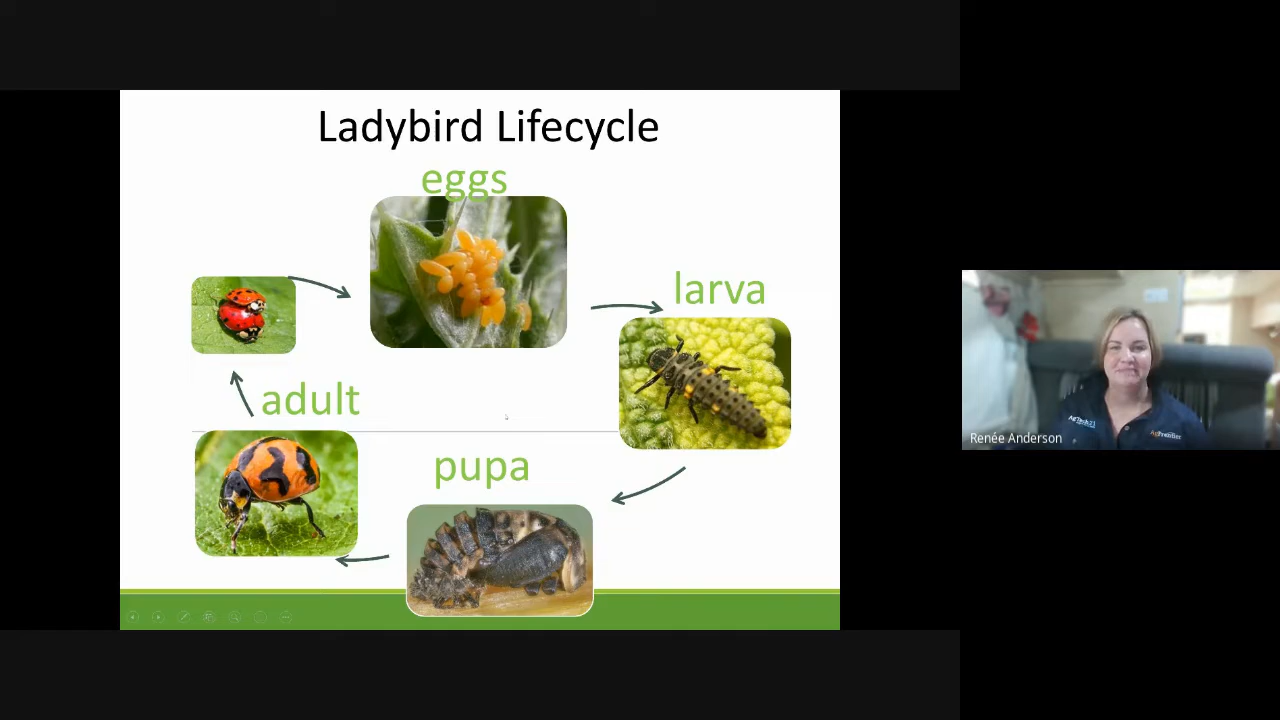 Ladybird Lifecycle
eggs
larva
adult
pupa
Renée Anderson